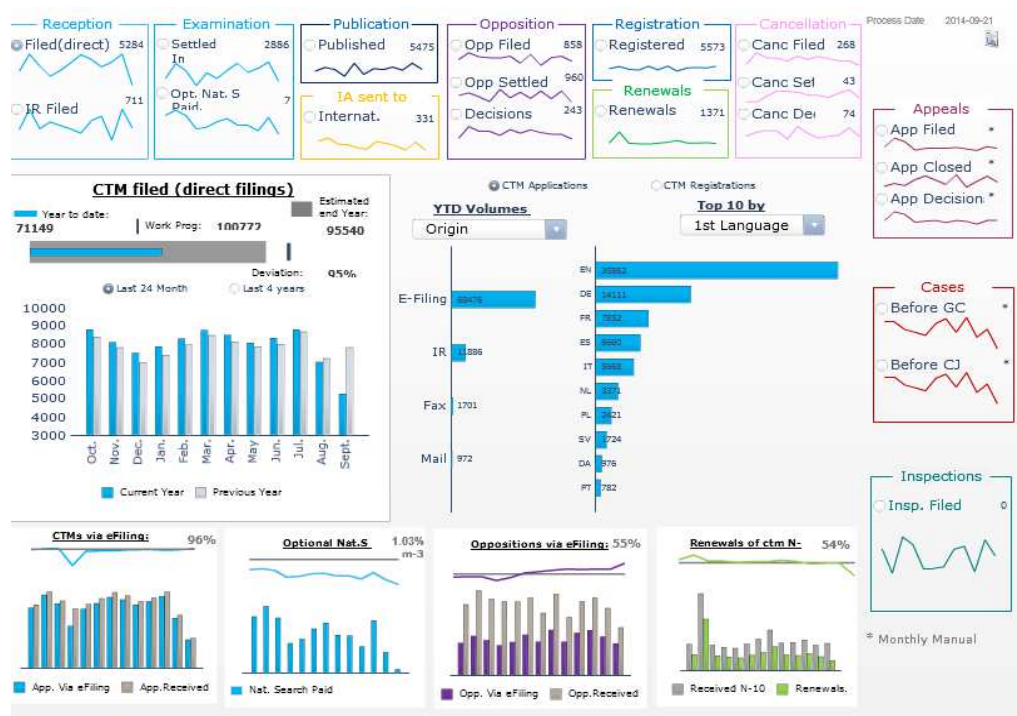 Reception
Filed(direct) 5284
IR Filed 711
Examination
Settled In 2886
Opt. Nat. S Paid. 7
Publication
Published 5475
IA sent to
Internat. 331
Opposition
Opp Filed 858
Opp Settled 960
Decisions 243
Registration
Registered 5573
Renewals
Renewals 1371
Cancellation
Canc Filed 268
Canc Set 43
Canc De 74
Process Date 2014-09-21
Appeals
App Filed *
App Closed *
App Decision *
CTM filed (direct filings)
Year to date:
71149
Work Prog: 100772
Estimated
end Year:
95540
Deviation: 95%
Last 24 Month Last 4 years
10000
9000
8000
7000
6000
5000
4000
3000
Oct. Nov. Dec. Jan. Feb. Mar. Apr. May Jun. Jul. Aug. Sept.
Current Year Previous Year
CTM Applications CTM Registrations
YTD Volumes
Origin
E-Filing 69476
IR 11886
Fax 1701
Mail 972
Top 10 by
1st Language
EN
DE 14111
FR 7852
ES
IT
NL 3371
PL 2421
SV 1724
DA 976
PT 782
Cases
Before GC *
Before CJ *
Inspections
Insp. Filed 0
* Monthly Manual
CTMs via eFiling: 96%
App. Via eFiling App.Received
Optional Nat.S 1.03%
m-3
Nat. Search Paid
Oppositions via eFiling: 55%
Opp. Via eFiling Opp.Received
Renewals of ctm N- 54%
Received N-10 Renewals.